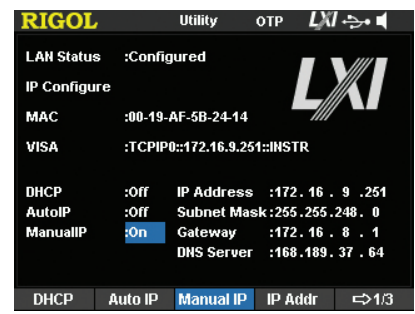 RIGOL Utility OTP LXI
LAN Status :Configured
IP Configure
LXI
MAC :00-19-AF-5B-24-14
VISA :TCPIP0::172.16.9.251::INSTR
DHCP :Off IP Address :172. 16 . 9 .251
AutoIP :Off Subnet Mask:255.255.248. 0
ManualIP :On Gateway :172. 16 . 8 . 1
DNS Server :168.189. 37 . 64
DHCP Auto IP Manual IP IP Addr ⇨1/3